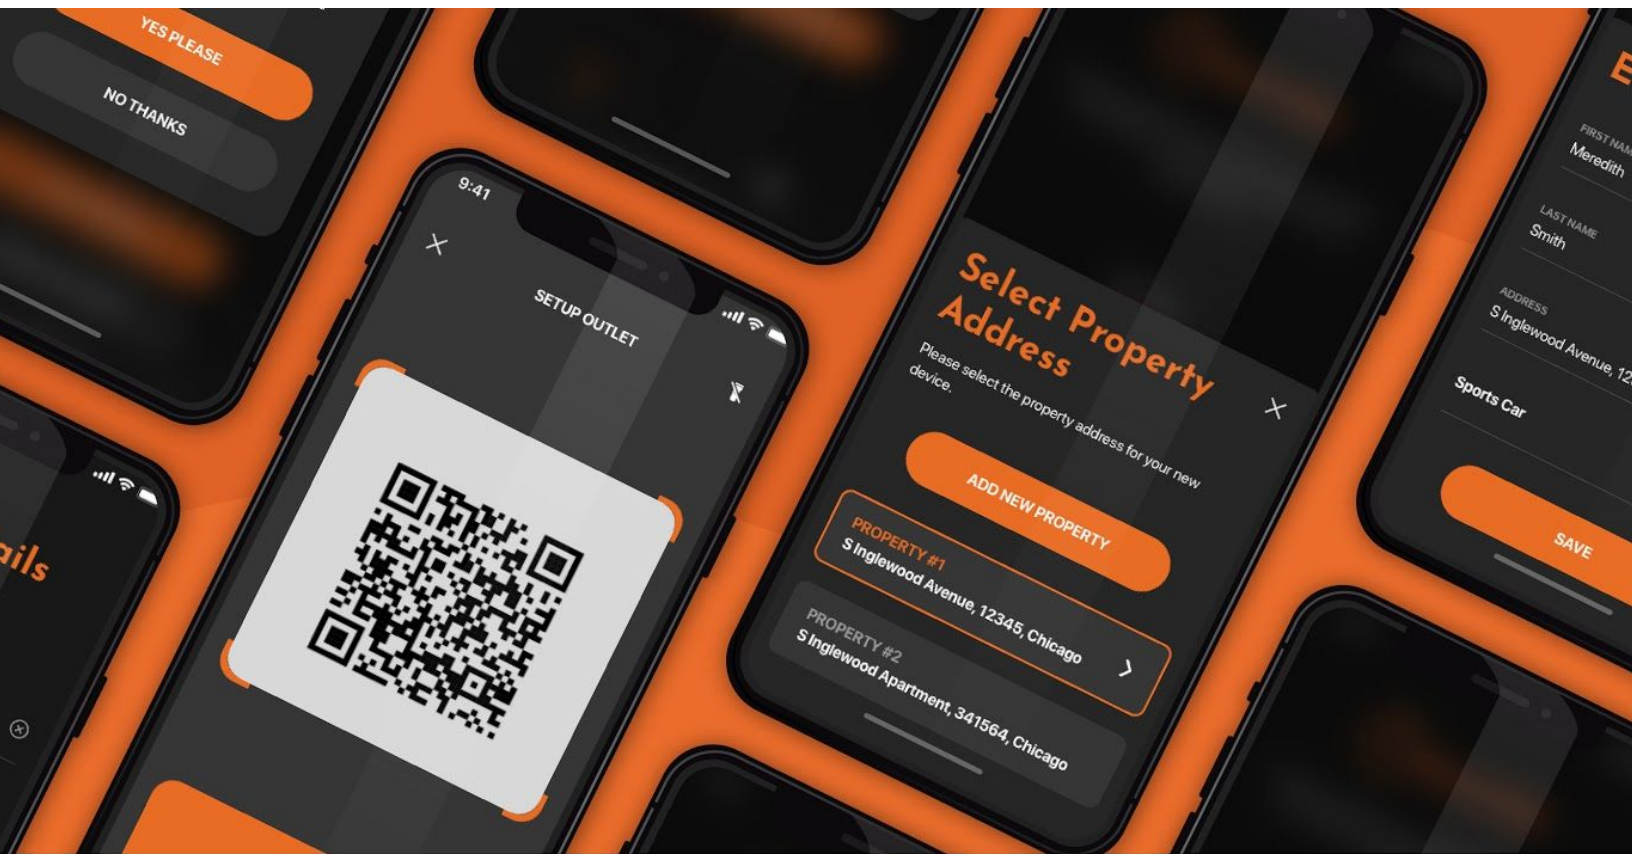 YES PLEASE
NO THANKS
ails
9:41
SETUP OUTLET
Select Property
Address
Please select the property address for your new
device.
ADD NEW PROPERTY
PROPERTY #1
S Inglewood Avenue, 12345, Chicago
PROPERTY #2
S Inglewood Apartment, 341564, Chicago
E
FIRST NAM
Meredith
LAST NAME
Smith
ADDRESS
S Inglewood Avenue, 12
Sports Car
SAVE